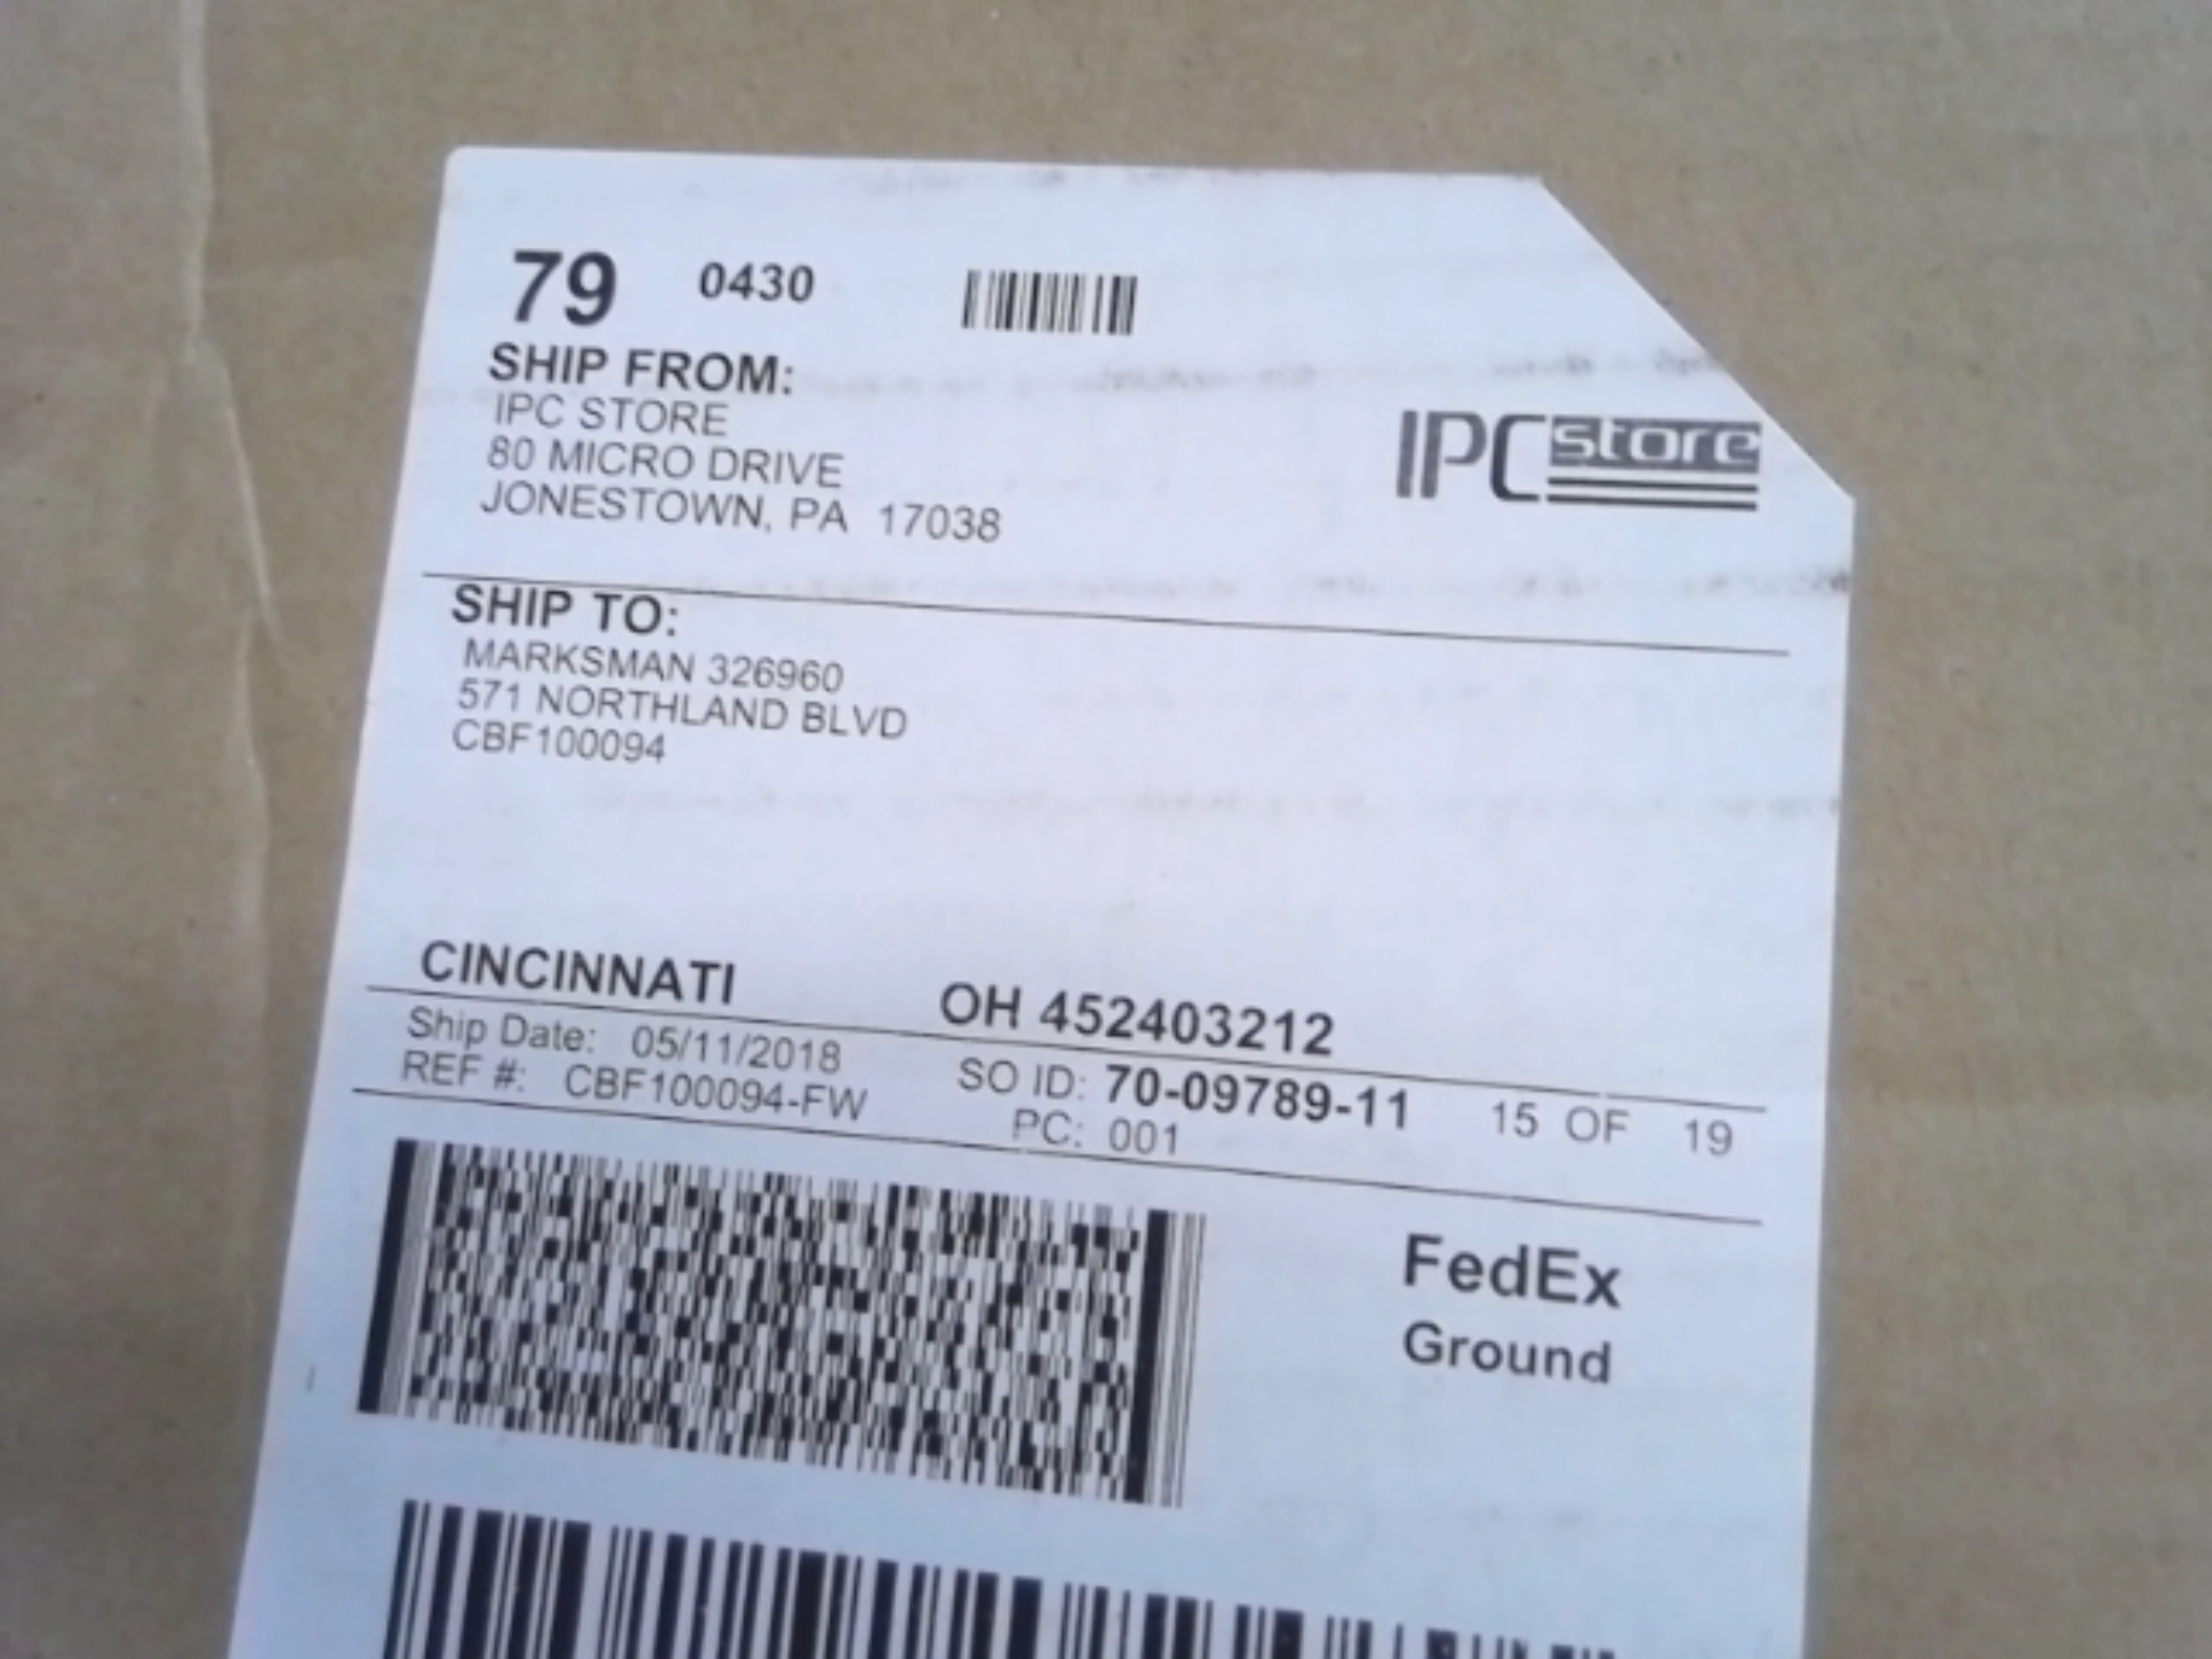 79 0430
SHIP FROM:
IPC STORE
80 MICRO DRIVE
JONESTOWN, PA 17038
IPC store
SHIP TO:
MARKSMAN 326960
571 NORTHLAND BLVD
CBF100094
CINCINNATI OH 452403212
Ship Date: 05/11/2018 SO ID: 70-09789-11 15 OF 19
REF #: CBF100094-FW PC: 001
FedEx
Ground